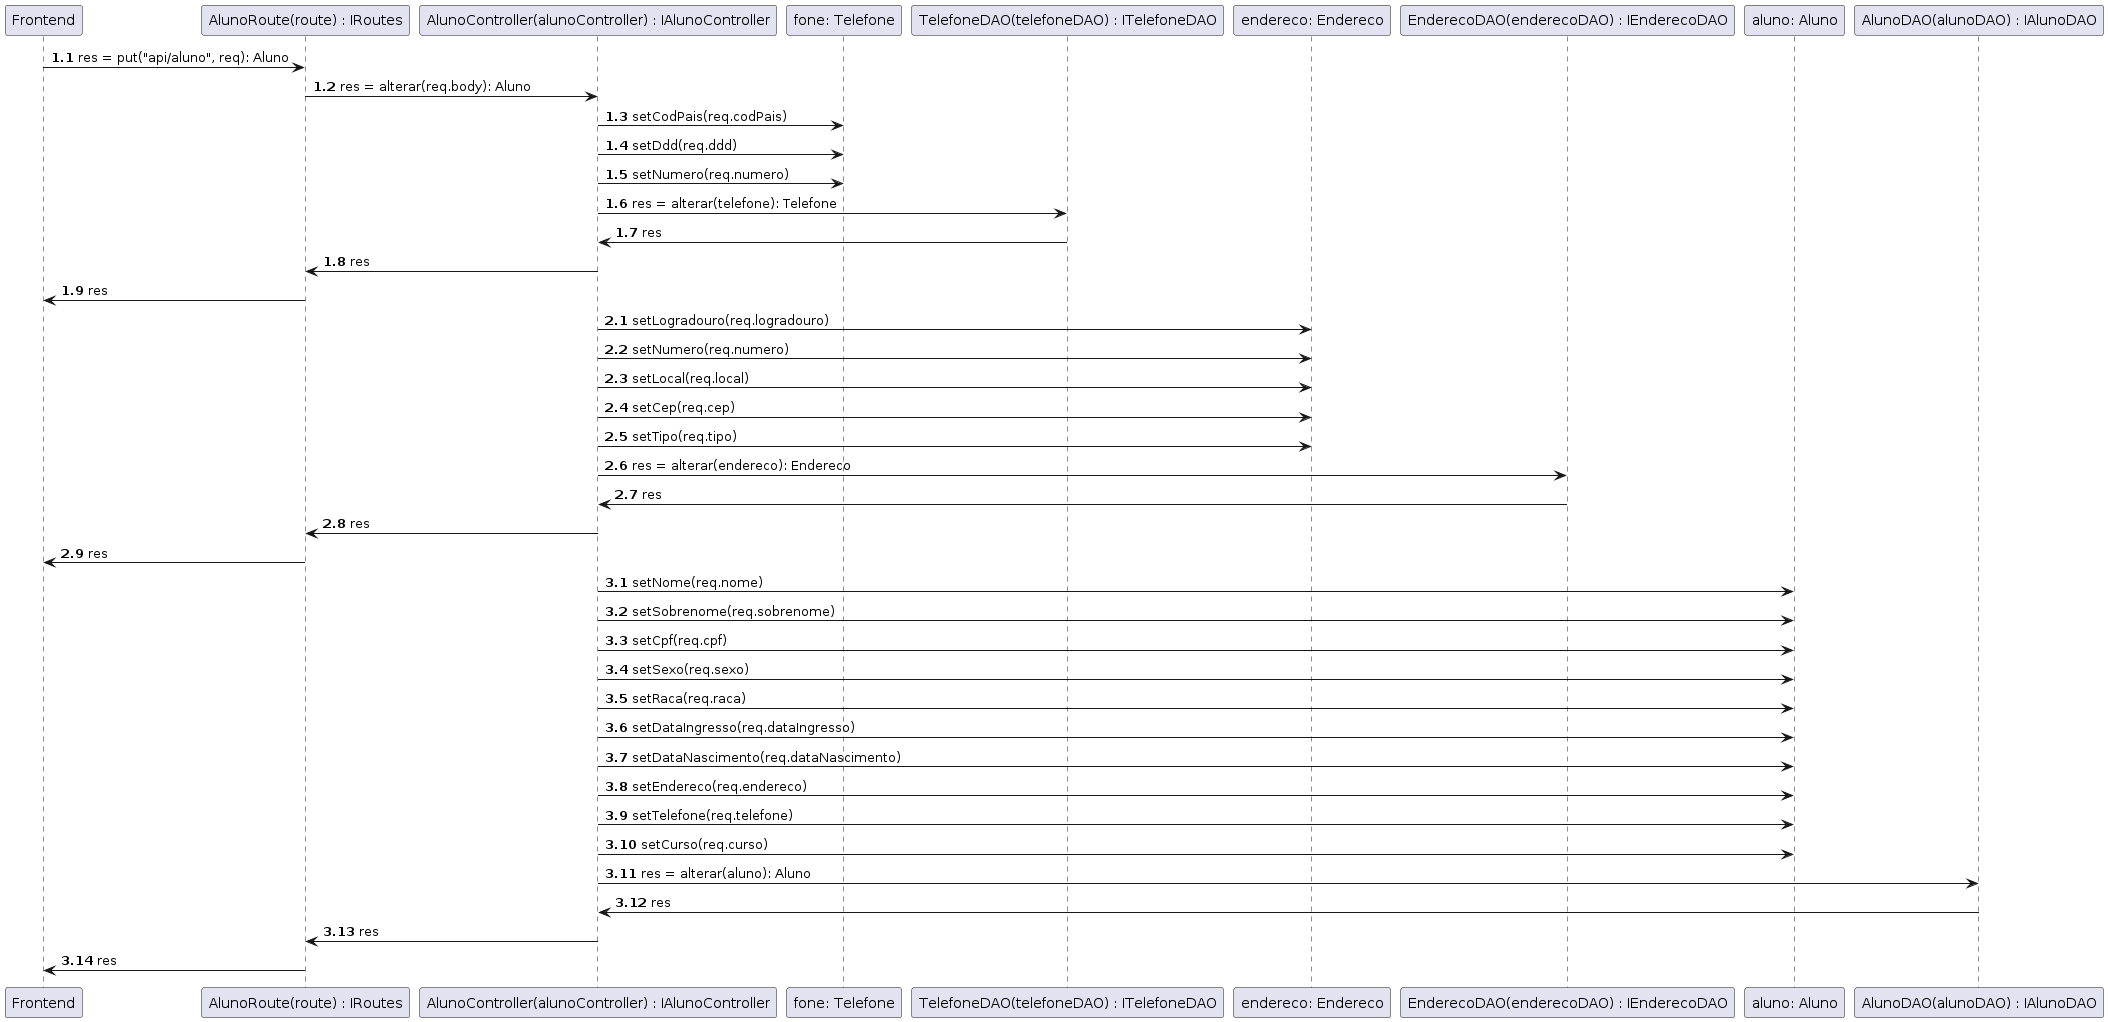 Frontend
AlunoRoute(route) : IRoutes
AlunoController(alunoController) : IAlunoController
fone: Telefone
TelefoneDAO(telefoneDAO) : ITelefoneDAO
endereco: Endereco
EnderecoDAO(enderecoDAO) : IEnderecoDAO
aluno: Aluno
AlunoDAO(alunoDAO) : IAlunoDAO
1.1 res = put("api/aluno", req): Aluno
1.2 res = alterar(req.body): Aluno
1.3 setCodPais(req.codPais)
1.4 setDdd(req.ddd)
1.5 setNumero(req.numero)
1.6 res = alterar(telefone): Telefone
1.7 res
1.8 res
1.9 res
2.1 setLogradouro(req.logradouro)
2.2 setNumero(req.numero)
2.3 setLocal(req.local)
2.4 setCep(req.cep)
2.5 setTipo(req.tipo)
2.6 res = alterar(endereco): Endereco
2.7 res
2.8 res
2.9 res
3.1 setNome(req.nome)
3.2 setSobrenome(req.sobrenome)
3.3 setCpf(req.cpf)
3.4 setSexo(req.sexo)
3.5 setRaca(req.raca)
3.6 setDataIngresso(req.dataIngresso)
3.7 setDataNascimento(req.dataNascimento)
3.8 setEndereco(req.endereco)
3.9 setTelefone(req.telefone)
3.10 setCurso(req.curso)
3.11 res = alterar(aluno): Aluno
3.12 res
3.13 res
3.14 res
Frontend
AlunoRoute(route) : IRoutes
AlunoController(alunoController) : IAlunoController
fone: Telefone
TelefoneDAO(telefoneDAO) : ITelefoneDAO
endereco: Endereco
EnderecoDAO(enderecoDAO) : IEnderecoDAO
aluno: Aluno
AlunoDAO(alunoDAO) : IAlunoDAO